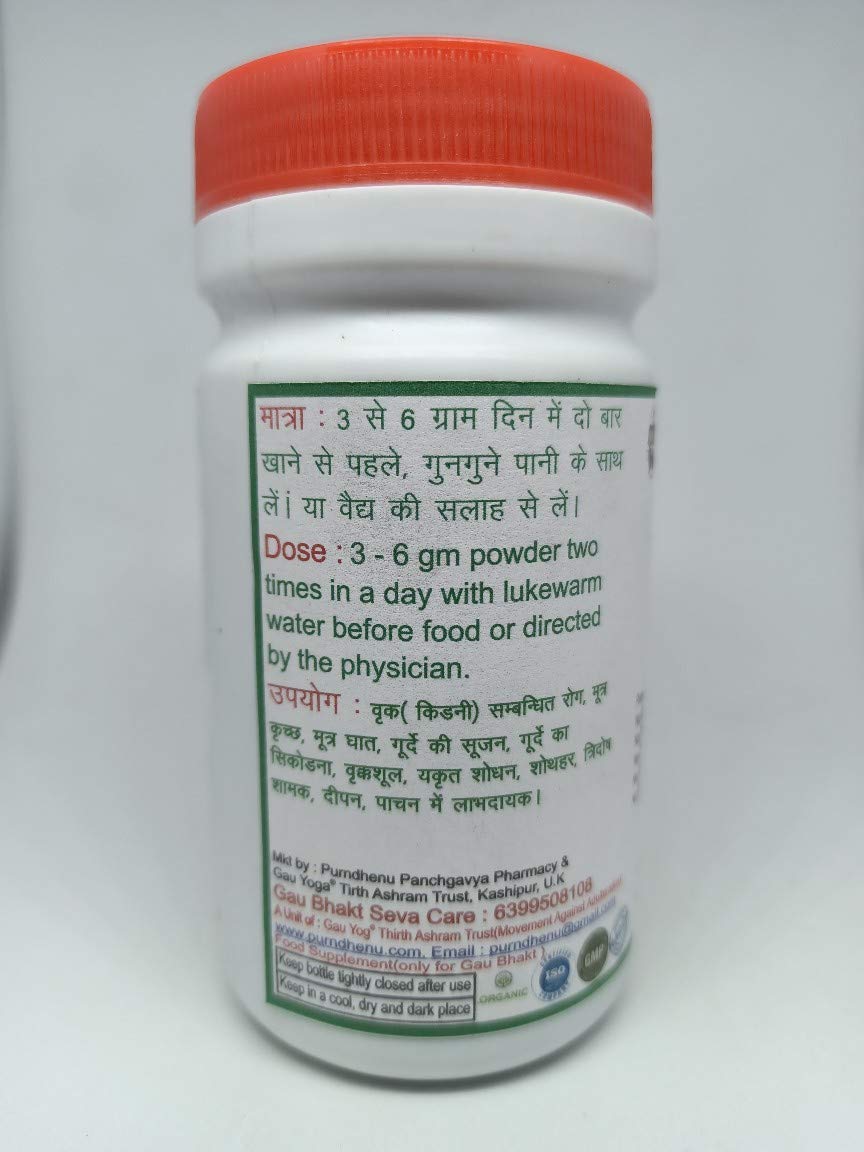 मात्रा : 3 से 6 ग्राम दिन में दो बार
खाने से पहले, गुनगुने पानी के साथ
लें। या वैद्य की सलाह से लें।
Dose : 3 - 6 gm powder two
times in a day with lukewarm
water before food or directed
by the physician.
उपयोग : वृक( किडनी) सम्बन्धित रोग, मूत्र
कृच्छ, मूत्र घात, गूर्दे की सूजन, गूर्दे का
सिकोडना, वृक्कशूल, यकृत शोधन, शोथहर, त्रिदोष
शामक, दीपन, पाचन में लाभदायक।
Mkt by : Purndhenu Panchgavya Pharmacy &
Gau Yoga® Tirth Ashram Trust, Kashipur, U.K
Gau Bhakt Seva Care : 6399508108
A Unit of : Gau Yog® Thirth Ashram Trust(Movement Against
www.purndhenu.com, Email : purndhenu@gmail.com
Food Supplement(only for Gau Bhakt )
Keep bottle tightly closed after use
Keep in a cool, dry and dark place
ORGANIC
ISO
GMP